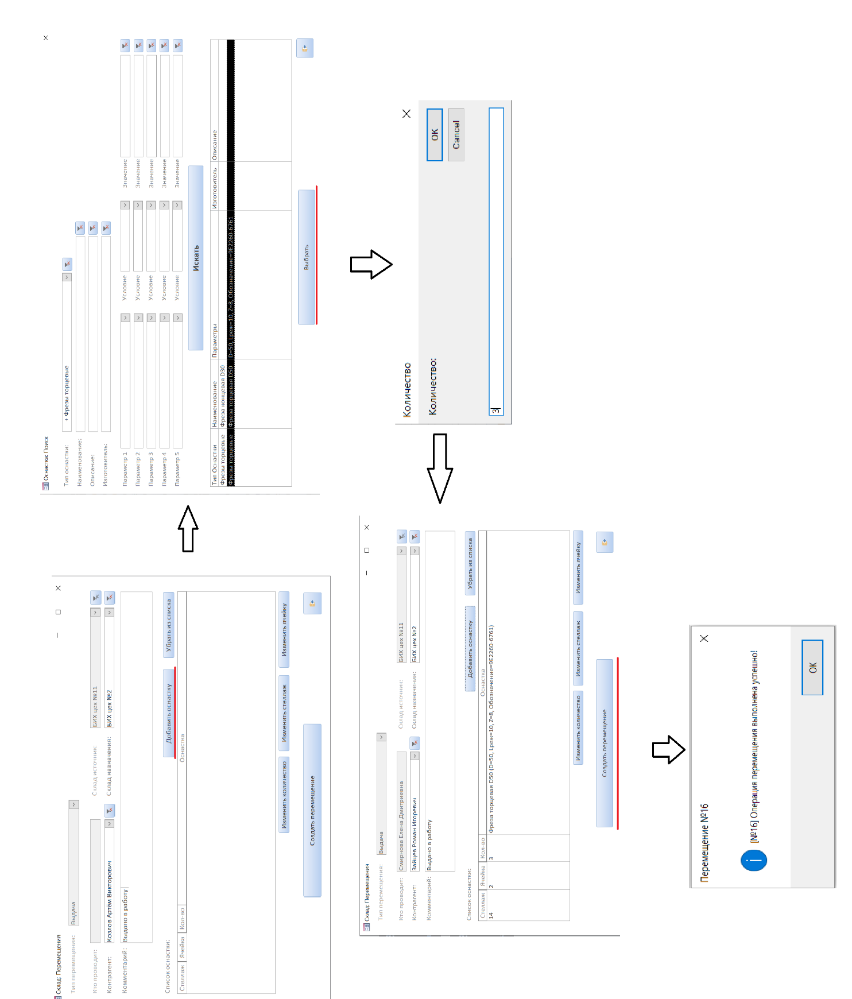 Склад: Перемещения
Тип перемещения: Выдача
Кто проводит: Склад источник: БИХ цех №11
Контрагент: Козлов Артём Викторович Склад назначения: БИХ цех №2
Комментарий: Выдано в работу
Список оснастки: Добавить оснастку Убрать из списка
Стеллаж Ячейка Кол-во Оснастка
Изменить количество Изменить стеллаж Изменить ячейку
Создать перемещение
Оснастка: Поиск
Тип оснастки: + Фрезы торцевые
Наименование:
Описание:
Изготовитель:
Параметр 1 Условие Значение
Параметр 2 Условие Значение
Параметр 3 Условие Значение
Параметр 4 Условие Значение
Параметр 5 Условие Значение
Искать
Тип Оснастки Наименование Параметры Изготовитель Описание
Фрезы торцевые Фреза концевая D30
Фрезы торцевые Фреза торцевая D50 D=50, Lреж=10, Z=8, Обозначение=9Е2260-6761
Выбрать
Количество
Количество:
OK
Cancel
3
Склад: Перемещения
Тип перемещения: Выдача
Кто проводит: Смирнова Елена Дмитриевна Склад источник: БИХ цех №11
Контрагент: Зайцев Роман Игоревич Склад назначения: БИХ цех №2
Комментарий: Выдано в работу
Список оснастки: Добавить оснастку Убрать из списка
Стеллаж Ячейка Кол-во Оснастка
14 2 3 Фреза торцевая D50 (D=50, Lреж=10, Z=8, Обозначение=9Е2260-6761)
Изменить количество Изменить стеллаж Изменить ячейку
Создать перемещение
Перемещение №16
[№16] Операция перемещения выполнена успешно!
OK